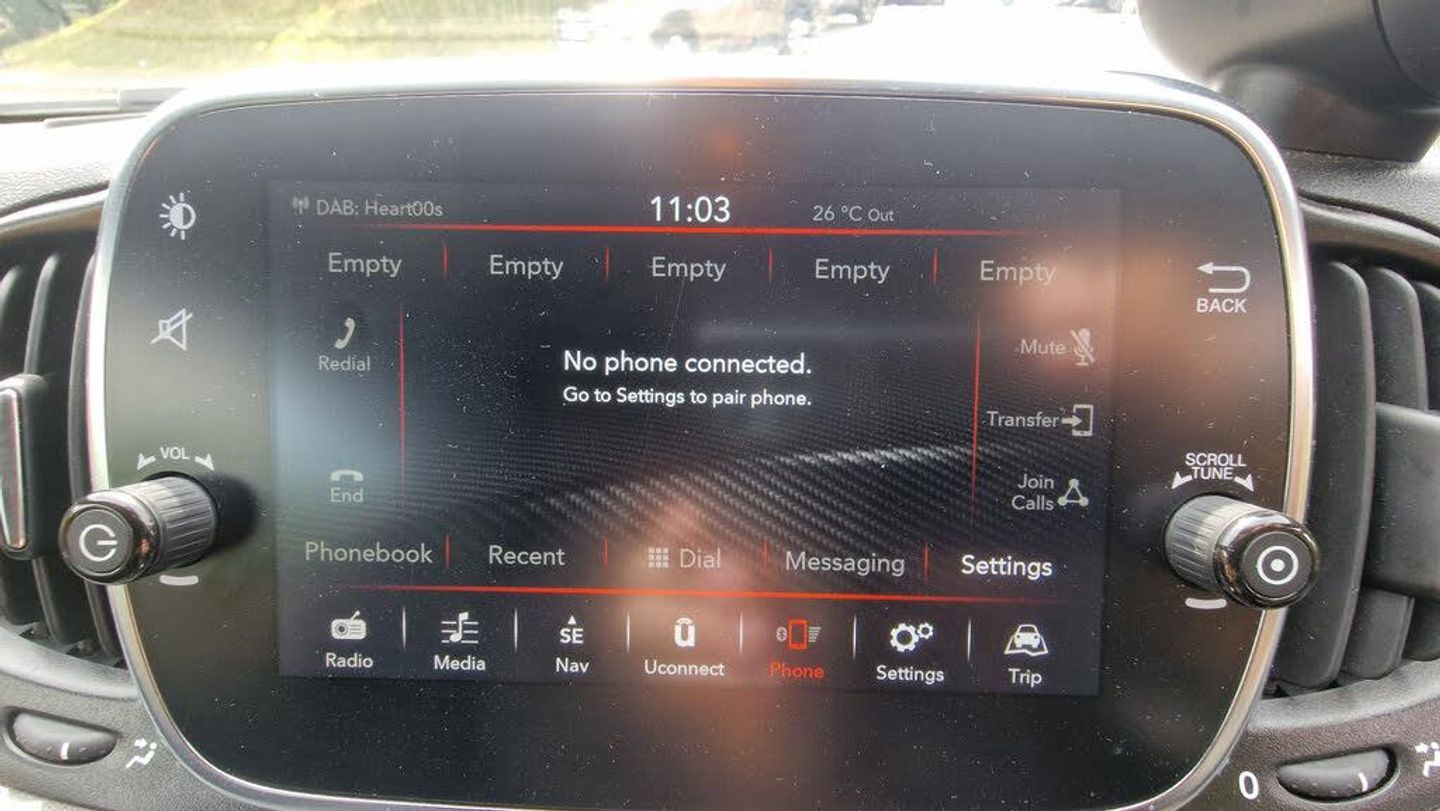 DAB: Heart00s 11:03 26 °C Out
Empty Empty Empty Empty Empty
BACK
Redial
No phone connected.
Go to Settings to pair phone.
Mute
Transfer
VOL
SCROLL
TUNE
End
Join
Calls
Phonebook Recent Dial Messaging Settings
SE
Radio Media Nav Uconnect Phone Settings Trip
0